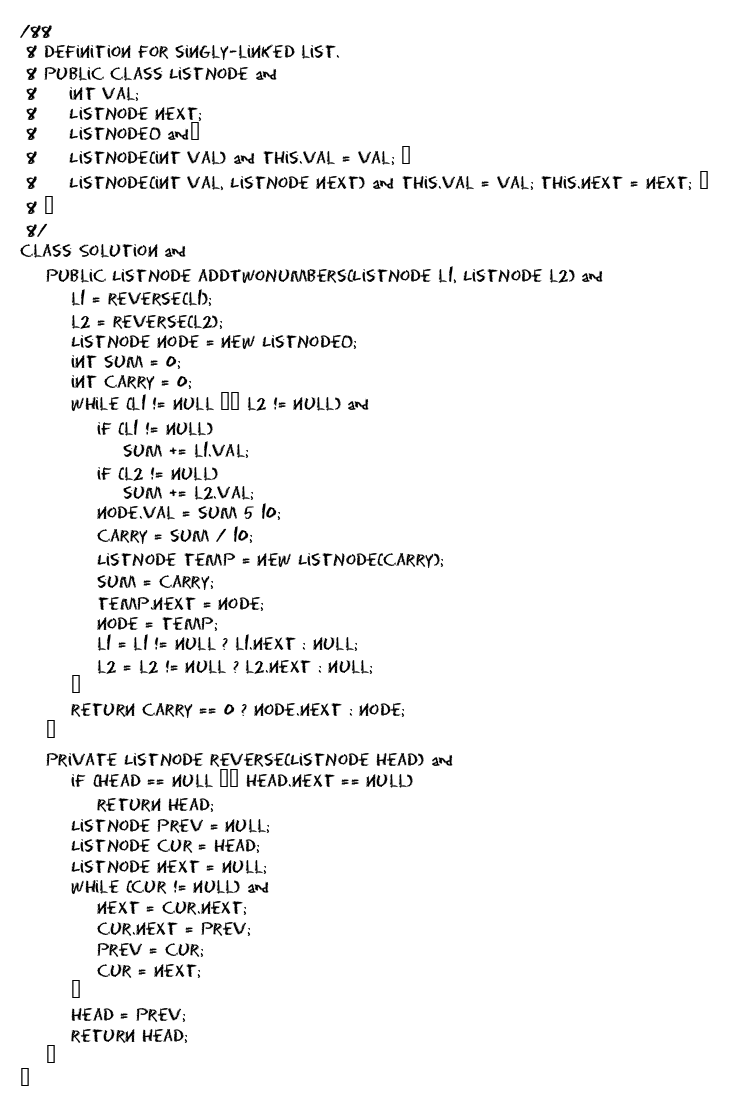 /88
8 DEFINITION FOR SINGLY-LINKED LIST.
8 PUBLIC CLASS LISTNODE and
8 INT VAL;
8 LISTNODE NEXT;
8 LISTNODE() and▯
8 LISTNODE(INT VAL) and THIS.VAL = VAL; ▯
8 LISTNODE(INT VAL, LISTNODE NEXT) and THIS.VAL = VAL; THIS.NEXT = NEXT; ▯
8 ▯
8/
CLASS SOLUTION and
PUBLIC LISTNODE ADDTWONUMBERS(LISTNODE L1, LISTNODE L2) and
L1 = REVERSE(L1);
L2 = REVERSE(L2);
LISTNODE NODE = NEW LISTNODE();
INT SUM = 0;
INT CARRY = 0;
WHILE (L1 != NULL ▯▯ L2 != NULL) and
IF (L1 != NULL)
SUM += L1.VAL;
IF (L2 != NULL)
SUM += L2.VAL;
NODE.VAL = SUM 5 10;
CARRY = SUM / 10;
LISTNODE TEMP = NEW LISTNODE(CARRY);
SUM = CARRY;
TEMP.NEXT = NODE;
NODE = TEMP;
L1 = L1 != NULL ? L1.NEXT : NULL;
L2 = L2 != NULL ? L2.NEXT : NULL;
▯
RETURN CARRY == 0 ? NODE.NEXT : NODE;
▯
PRIVATE LISTNODE REVERSE(LISTNODE HEAD) and
IF (HEAD == NULL ▯▯ HEAD.NEXT == NULL)
RETURN HEAD;
LISTNODE PREV = NULL;
LISTNODE CUR = HEAD;
LISTNODE NEXT = NULL;
WHILE (CUR != NULL) and
NEXT = CUR.NEXT;
CUR.NEXT = PREV;
PREV = CUR;
CUR = NEXT;
▯
HEAD = PREV;
RETURN HEAD;
▯
▯